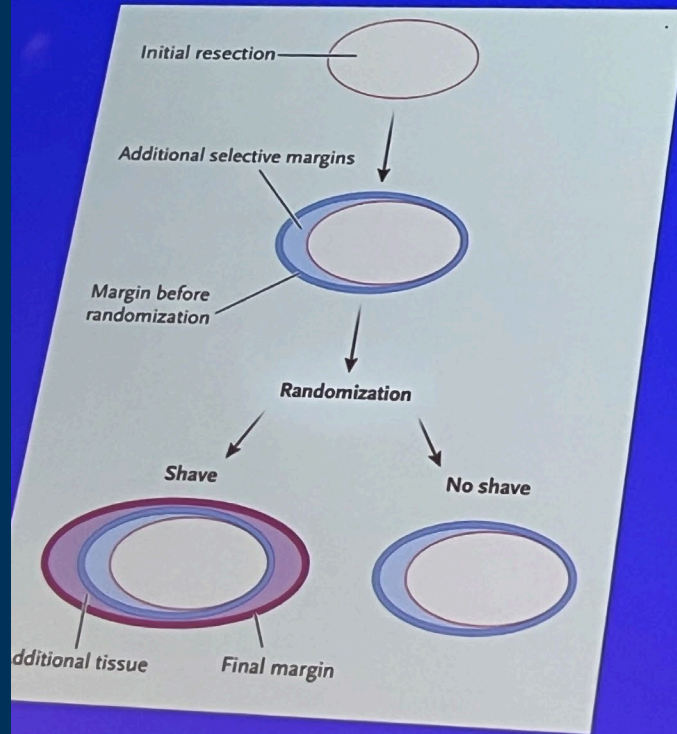 Initial resection
Additional selective margins
Margin before
randomization
Randomization
Shave
No shave
dditional tissue
Final margin